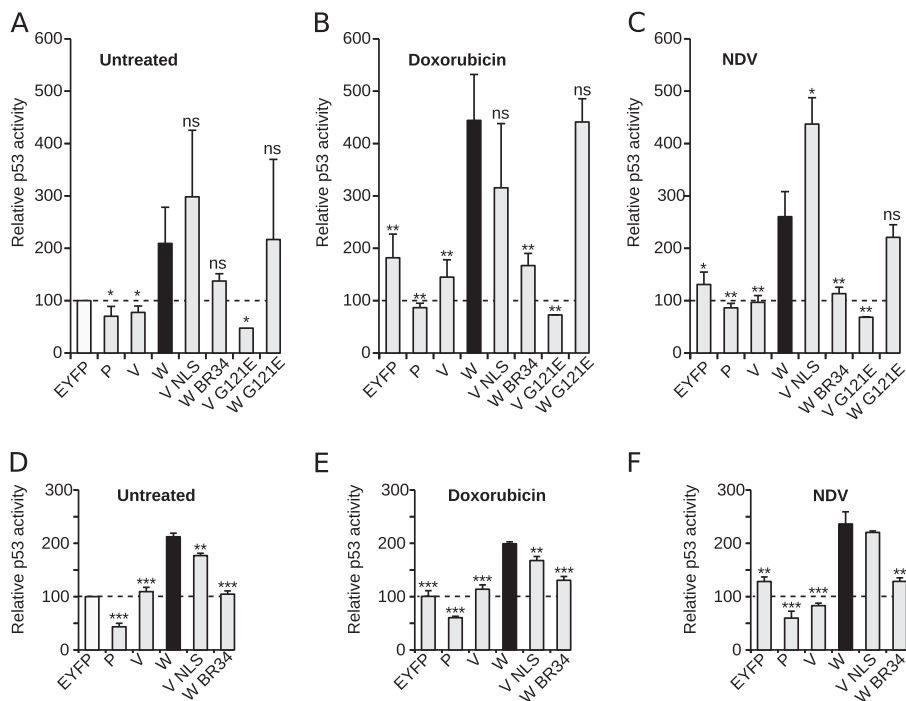 A
Relative p53 activity
Untreated
600
500
400
300
200
100
0
*
*
ns
ns
*
ns
EYFP
P
V
W
V NLS
W BR34
V G121E
W G121E
B
Relative p53 activity
Doxorubicin
600
500
400
300
200
100
0
**
**
**
ns
**
**
ns
EYFP
P
V
W
V NLS
W BR34
V G121E
W G121E
C
Relative p53 activity
NDV
600
500
400
300
200
100
0
*
**
**
*
**
**
ns
EYFP
P
V
W
V NLS
W BR34
V G121E
W G121E
D
Relative p53 activity
Untreated
300
200
100
0
***
***
**
***
EYFP
P
V
W
V NLS
W BR34
E
Relative p53 activity
Doxorubicin
300
200
100
0
***
***
***
**
***
EYFP
P
V
W
V NLS
W BR34
F
Relative p53 activity
NDV
300
200
100
0
**
***
***
**
EYFP
P
V
W
V NLS
W BR34